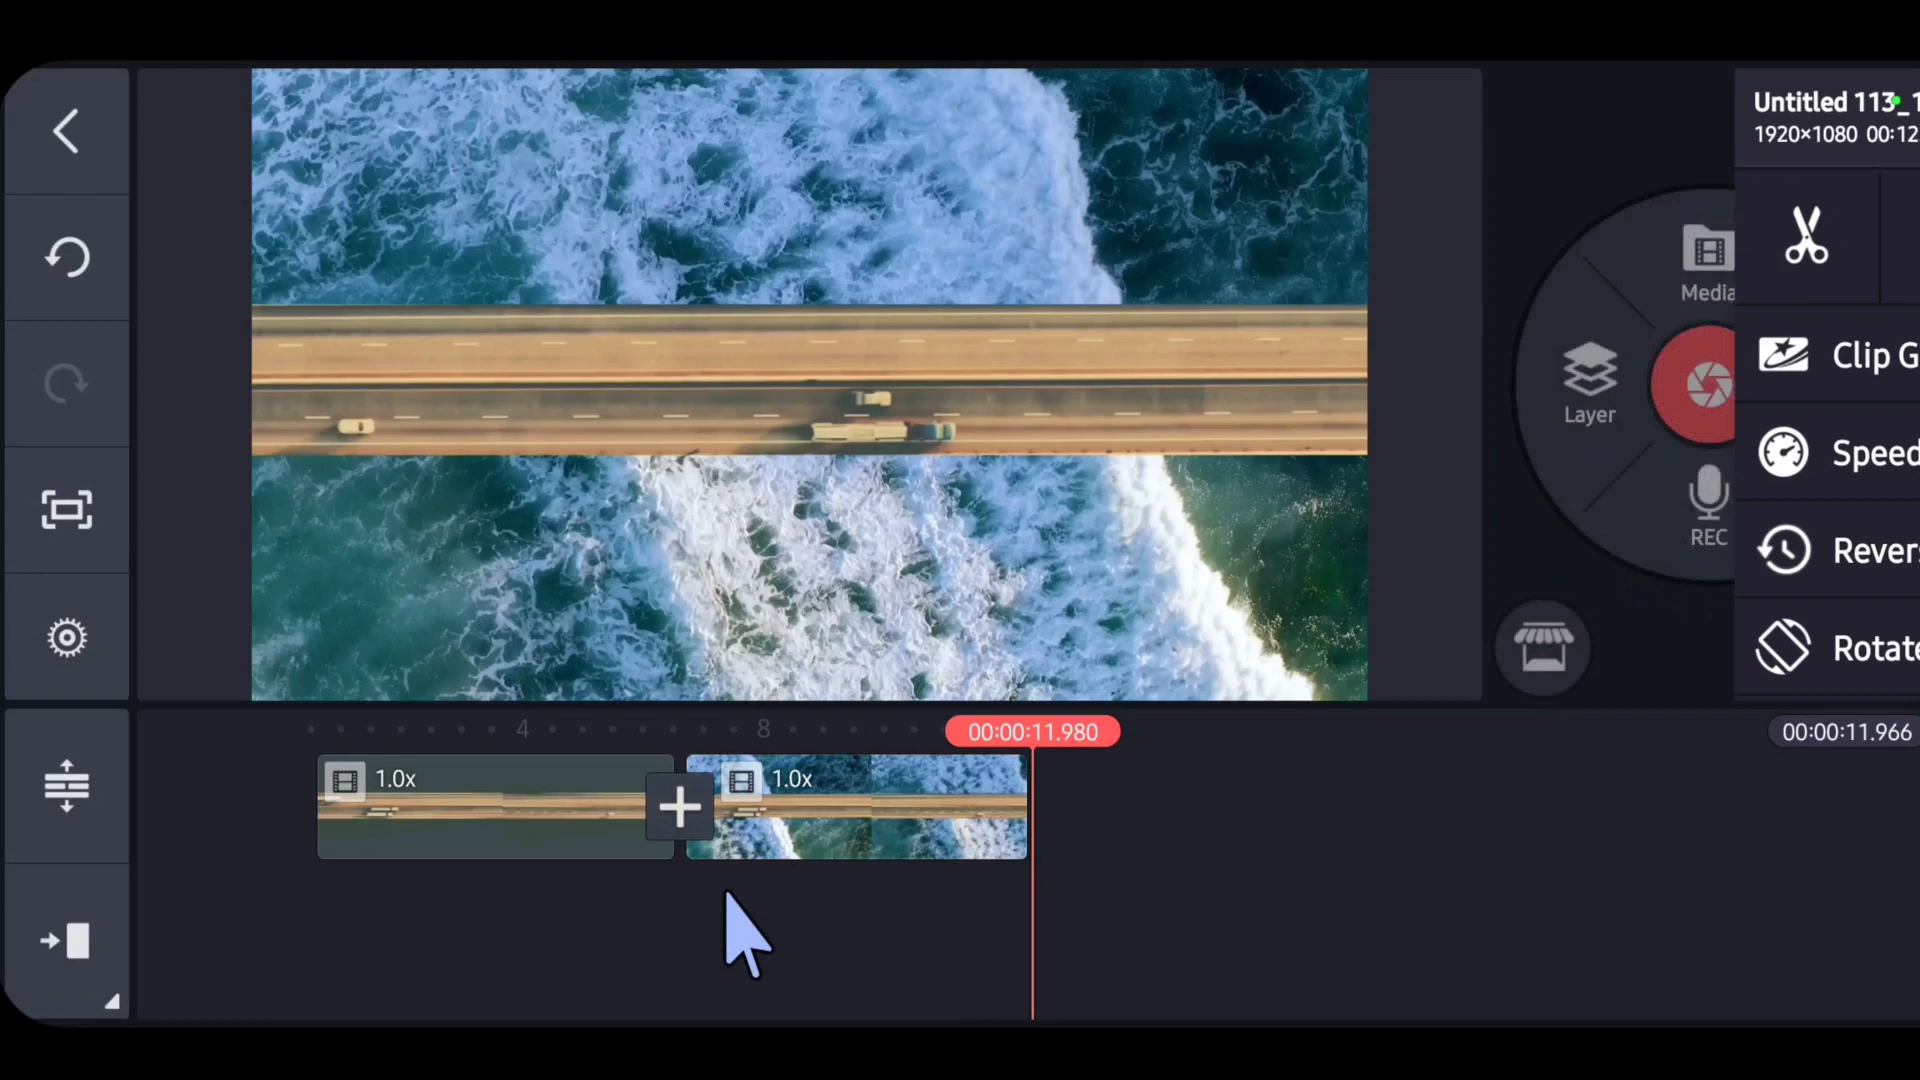 Untitled 113_1
1920×1080 00:12
Media
Layer
REC
Clip G
Speed
Revers
Rotate
4
8
00:00:11.980
00:00:11.966
1.0x
1.0x